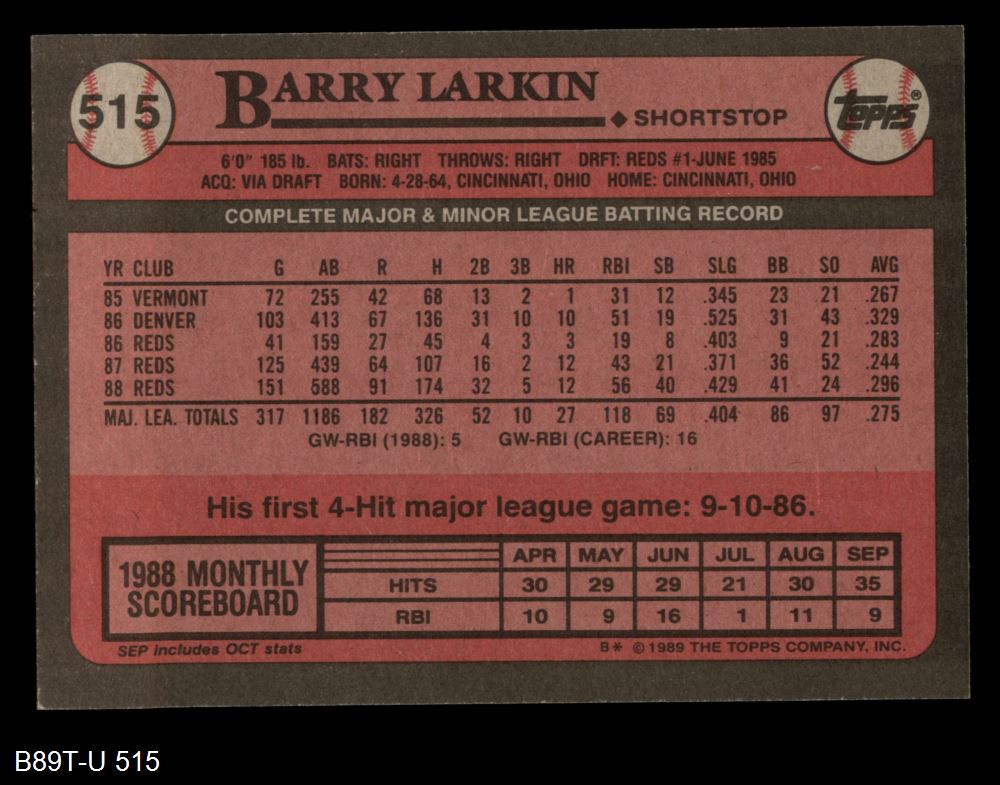 515
BARRY LARKIN
◆ SHORTSTOP
TOPPS®
6'0" 185 lb. BATS: RIGHT THROWS: RIGHT DRFT: REDS #1-JUNE 1985
ACQ: VIA DRAFT BORN: 4-28-64, CINCINNATI, OHIO HOME: CINCINNATI, OHIO
COMPLETE MAJOR & MINOR LEAGUE BATTING RECORD
YR CLUB G AB R H 2B 3B HR RBI SB SLG BB SO AVG
85 VERMONT 72 255 42 68 13 2 1 31 12 .345 23 21 .267
86 DENVER 103 413 67 136 31 10 10 51 19 .525 31 43 .329
86 REDS 41 159 27 45 4 3 3 19 8 .403 9 21 .283
87 REDS 125 439 64 107 16 2 12 43 21 .371 36 52 .244
88 REDS 151 588 91 174 32 5 12 56 40 .429 41 24 .296
MAJ. LEA. TOTALS 317 1186 182 326 52 10 27 118 69 .404 86 97 .275
GW-RBI (1988): 5 GW-RBI (CAREER): 16
His first 4-Hit major league game: 9-10-86.
1988 MONTHLY
SCOREBOARD
APR MAY JUN JUL AUG SEP
HITS 30 29 29 21 30 35
RBI 10 9 16 1 11 9
SEP includes OCT stats
B* © 1989 THE TOPPS COMPANY, INC.
B89T-U 515